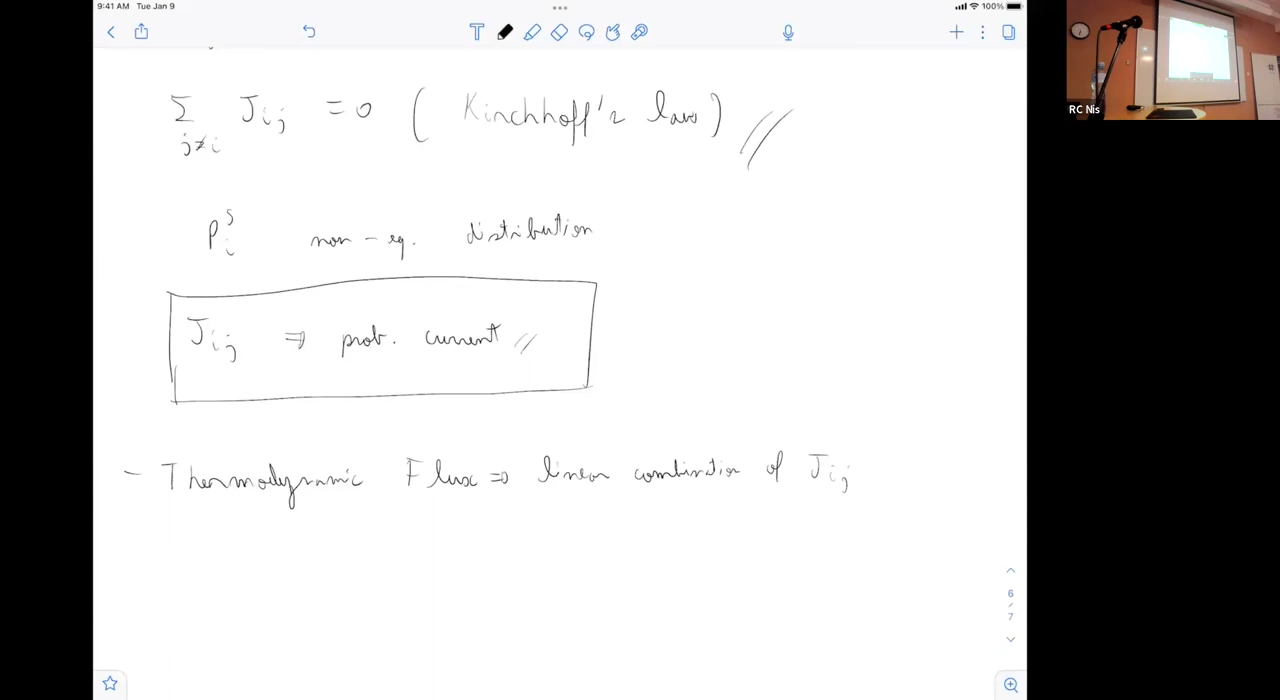 9:41 AM Tue Jan 9
100%
Σ J_ij = 0 ( Kinchhoff's law ) //
j≠i
P_i^s non-eq. distribution
J_ij ⇒ prob. current //
- Thermodynamic Flux ⇒ linear combination of J_ij
6
/
7
RC Nis